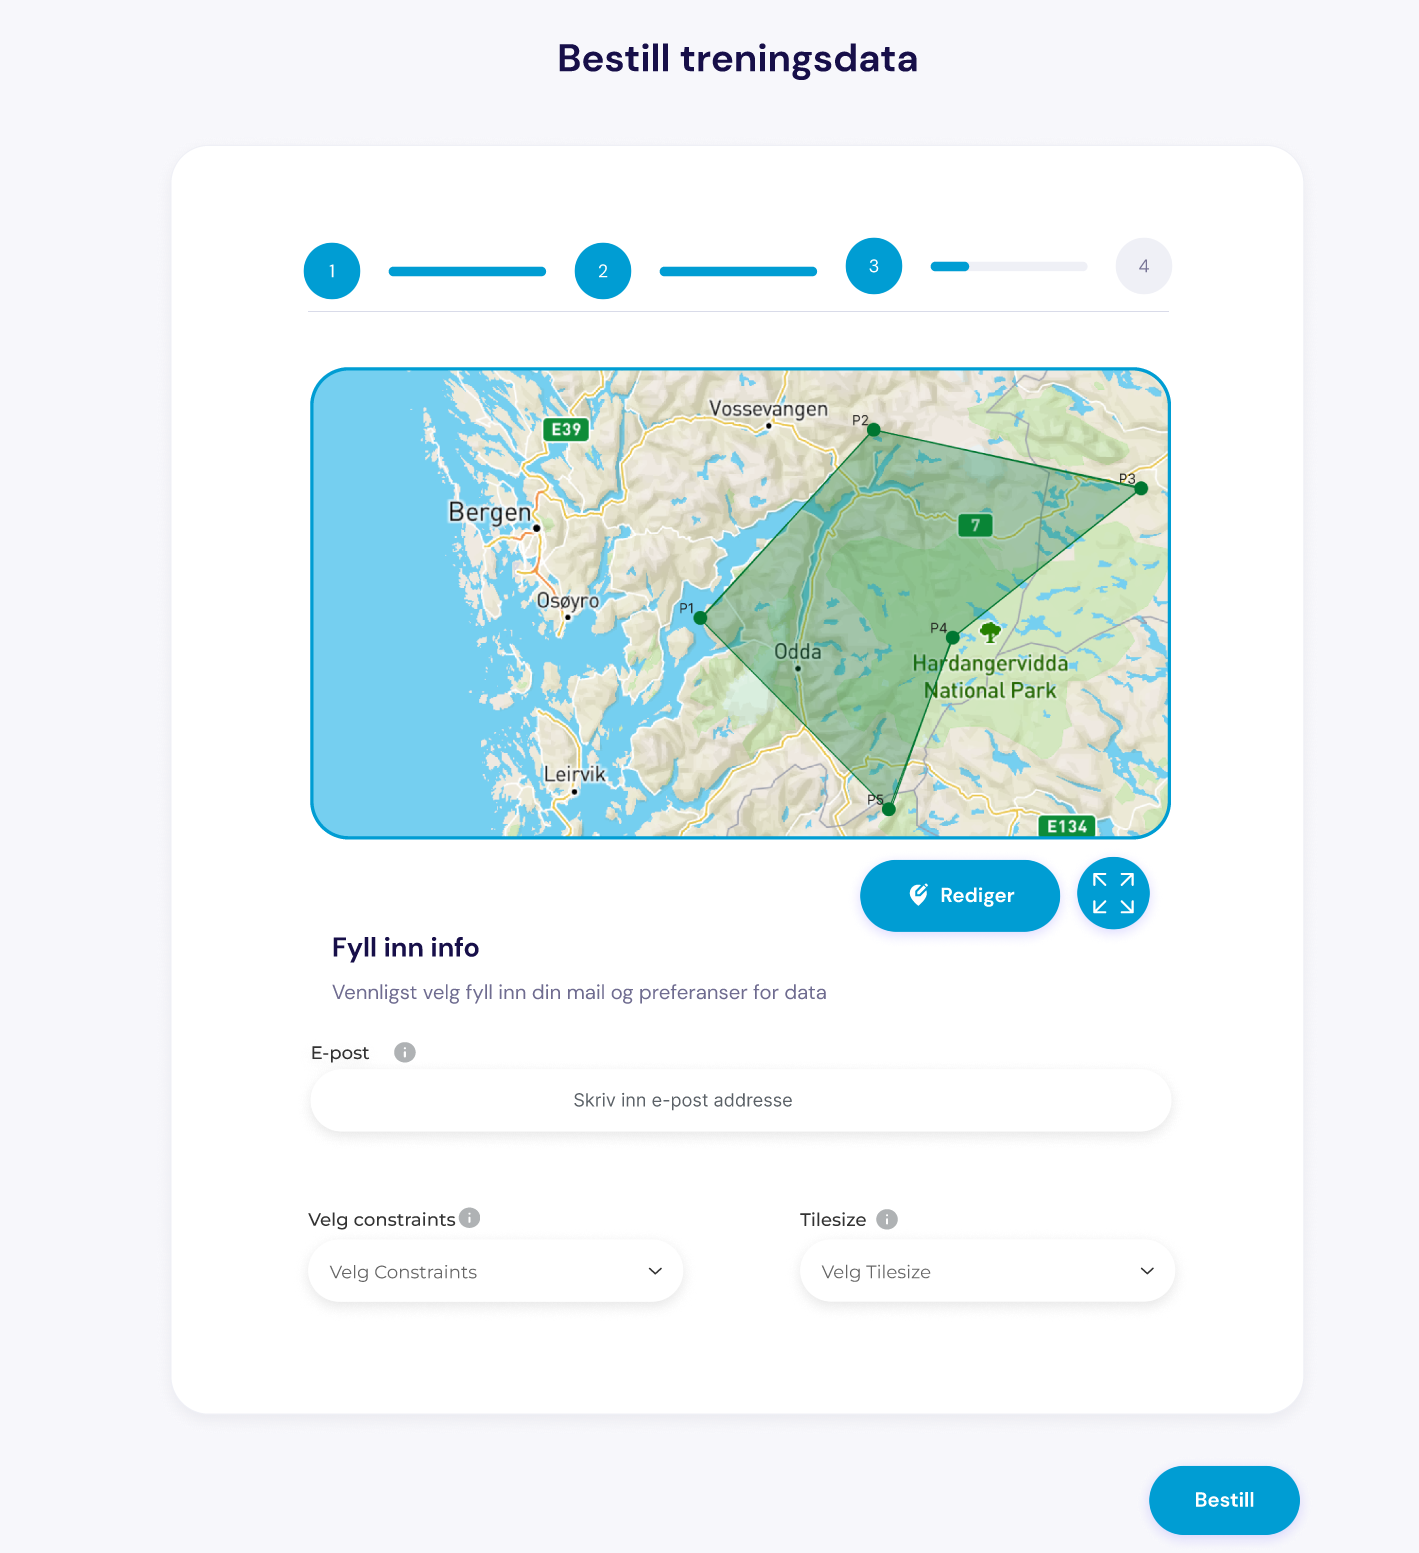 Bestill treningsdata
1
2
3
4
Vossevangen
P2
E39
P3
Bergen
7
Osøyro
P1
P4
Odda
Hardangervidda
National Park
Leirvik
P5
E134
Rediger
Fyll inn info
Vennligst velg fyll inn din mail og preferanser for data
E-post
Skriv inn e-post addresse
Velg constraints
Tilesize
Velg Constraints
Velg Tilesize
Bestill